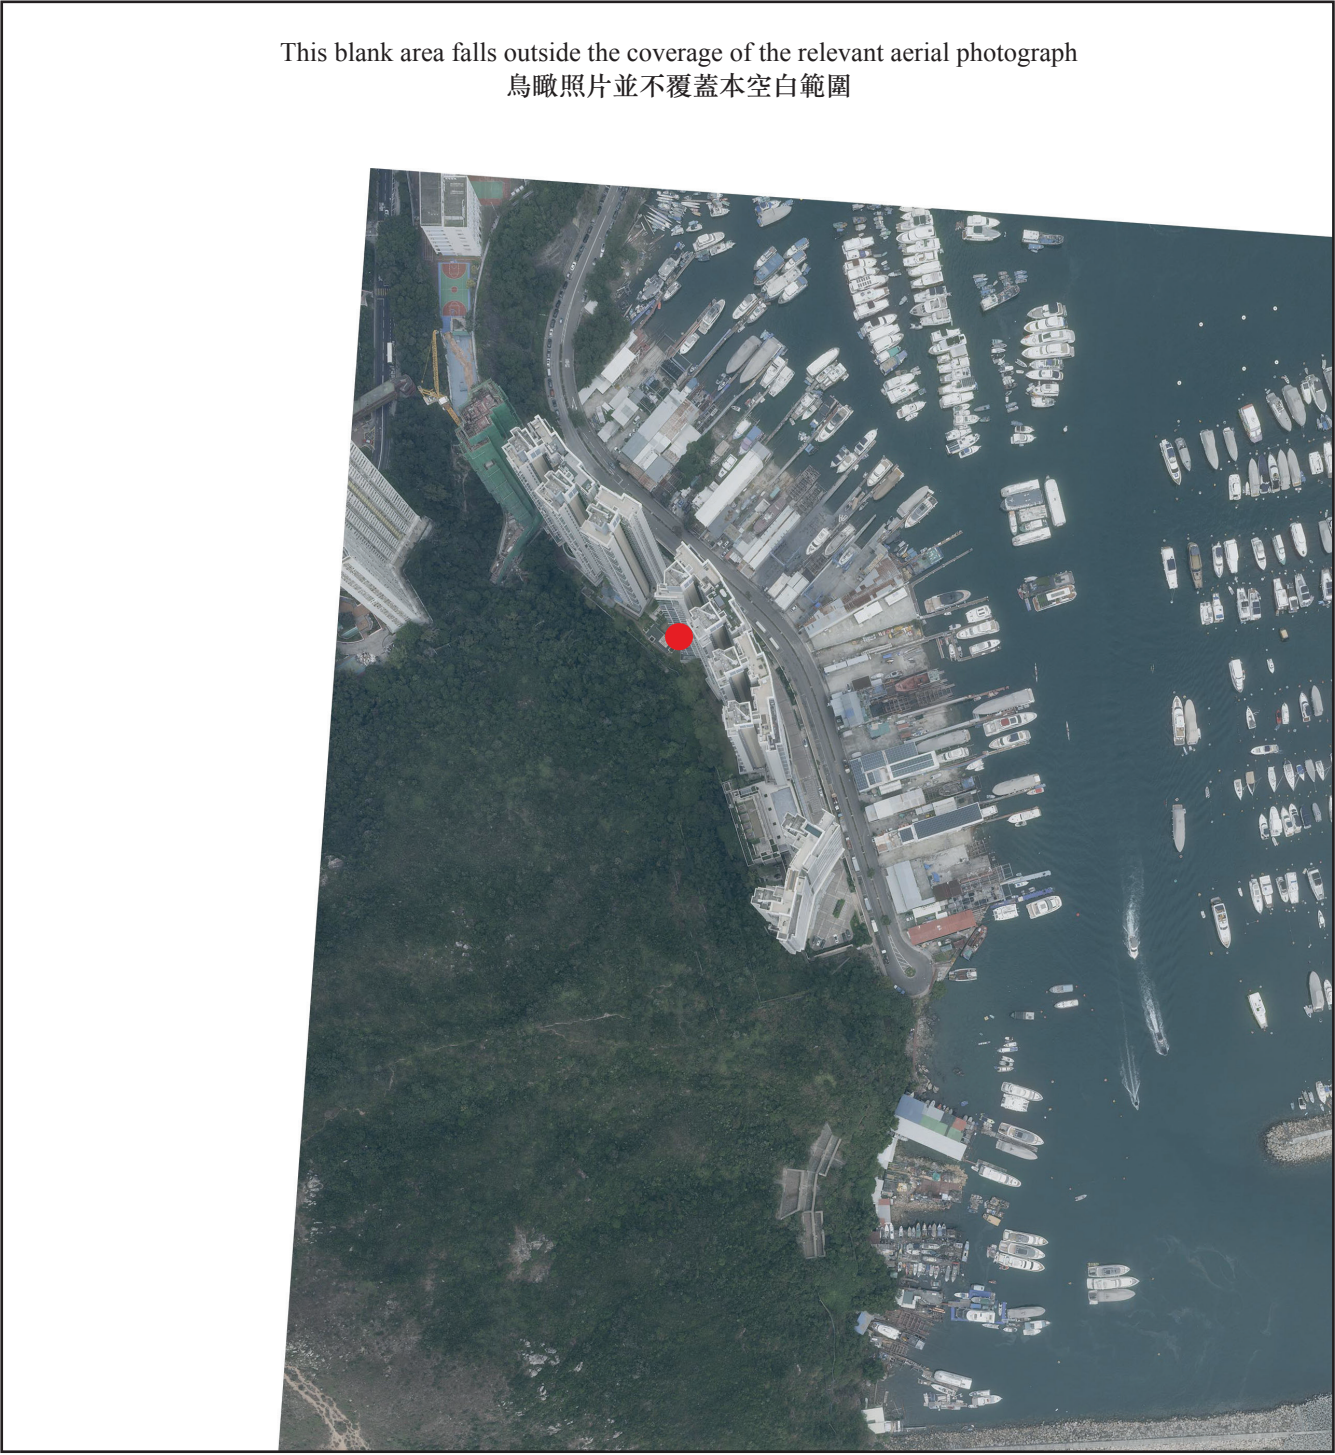 This blank area falls outside the coverage of the relevant aerial photograph
鳥瞰照片並不覆蓋本空白範圍